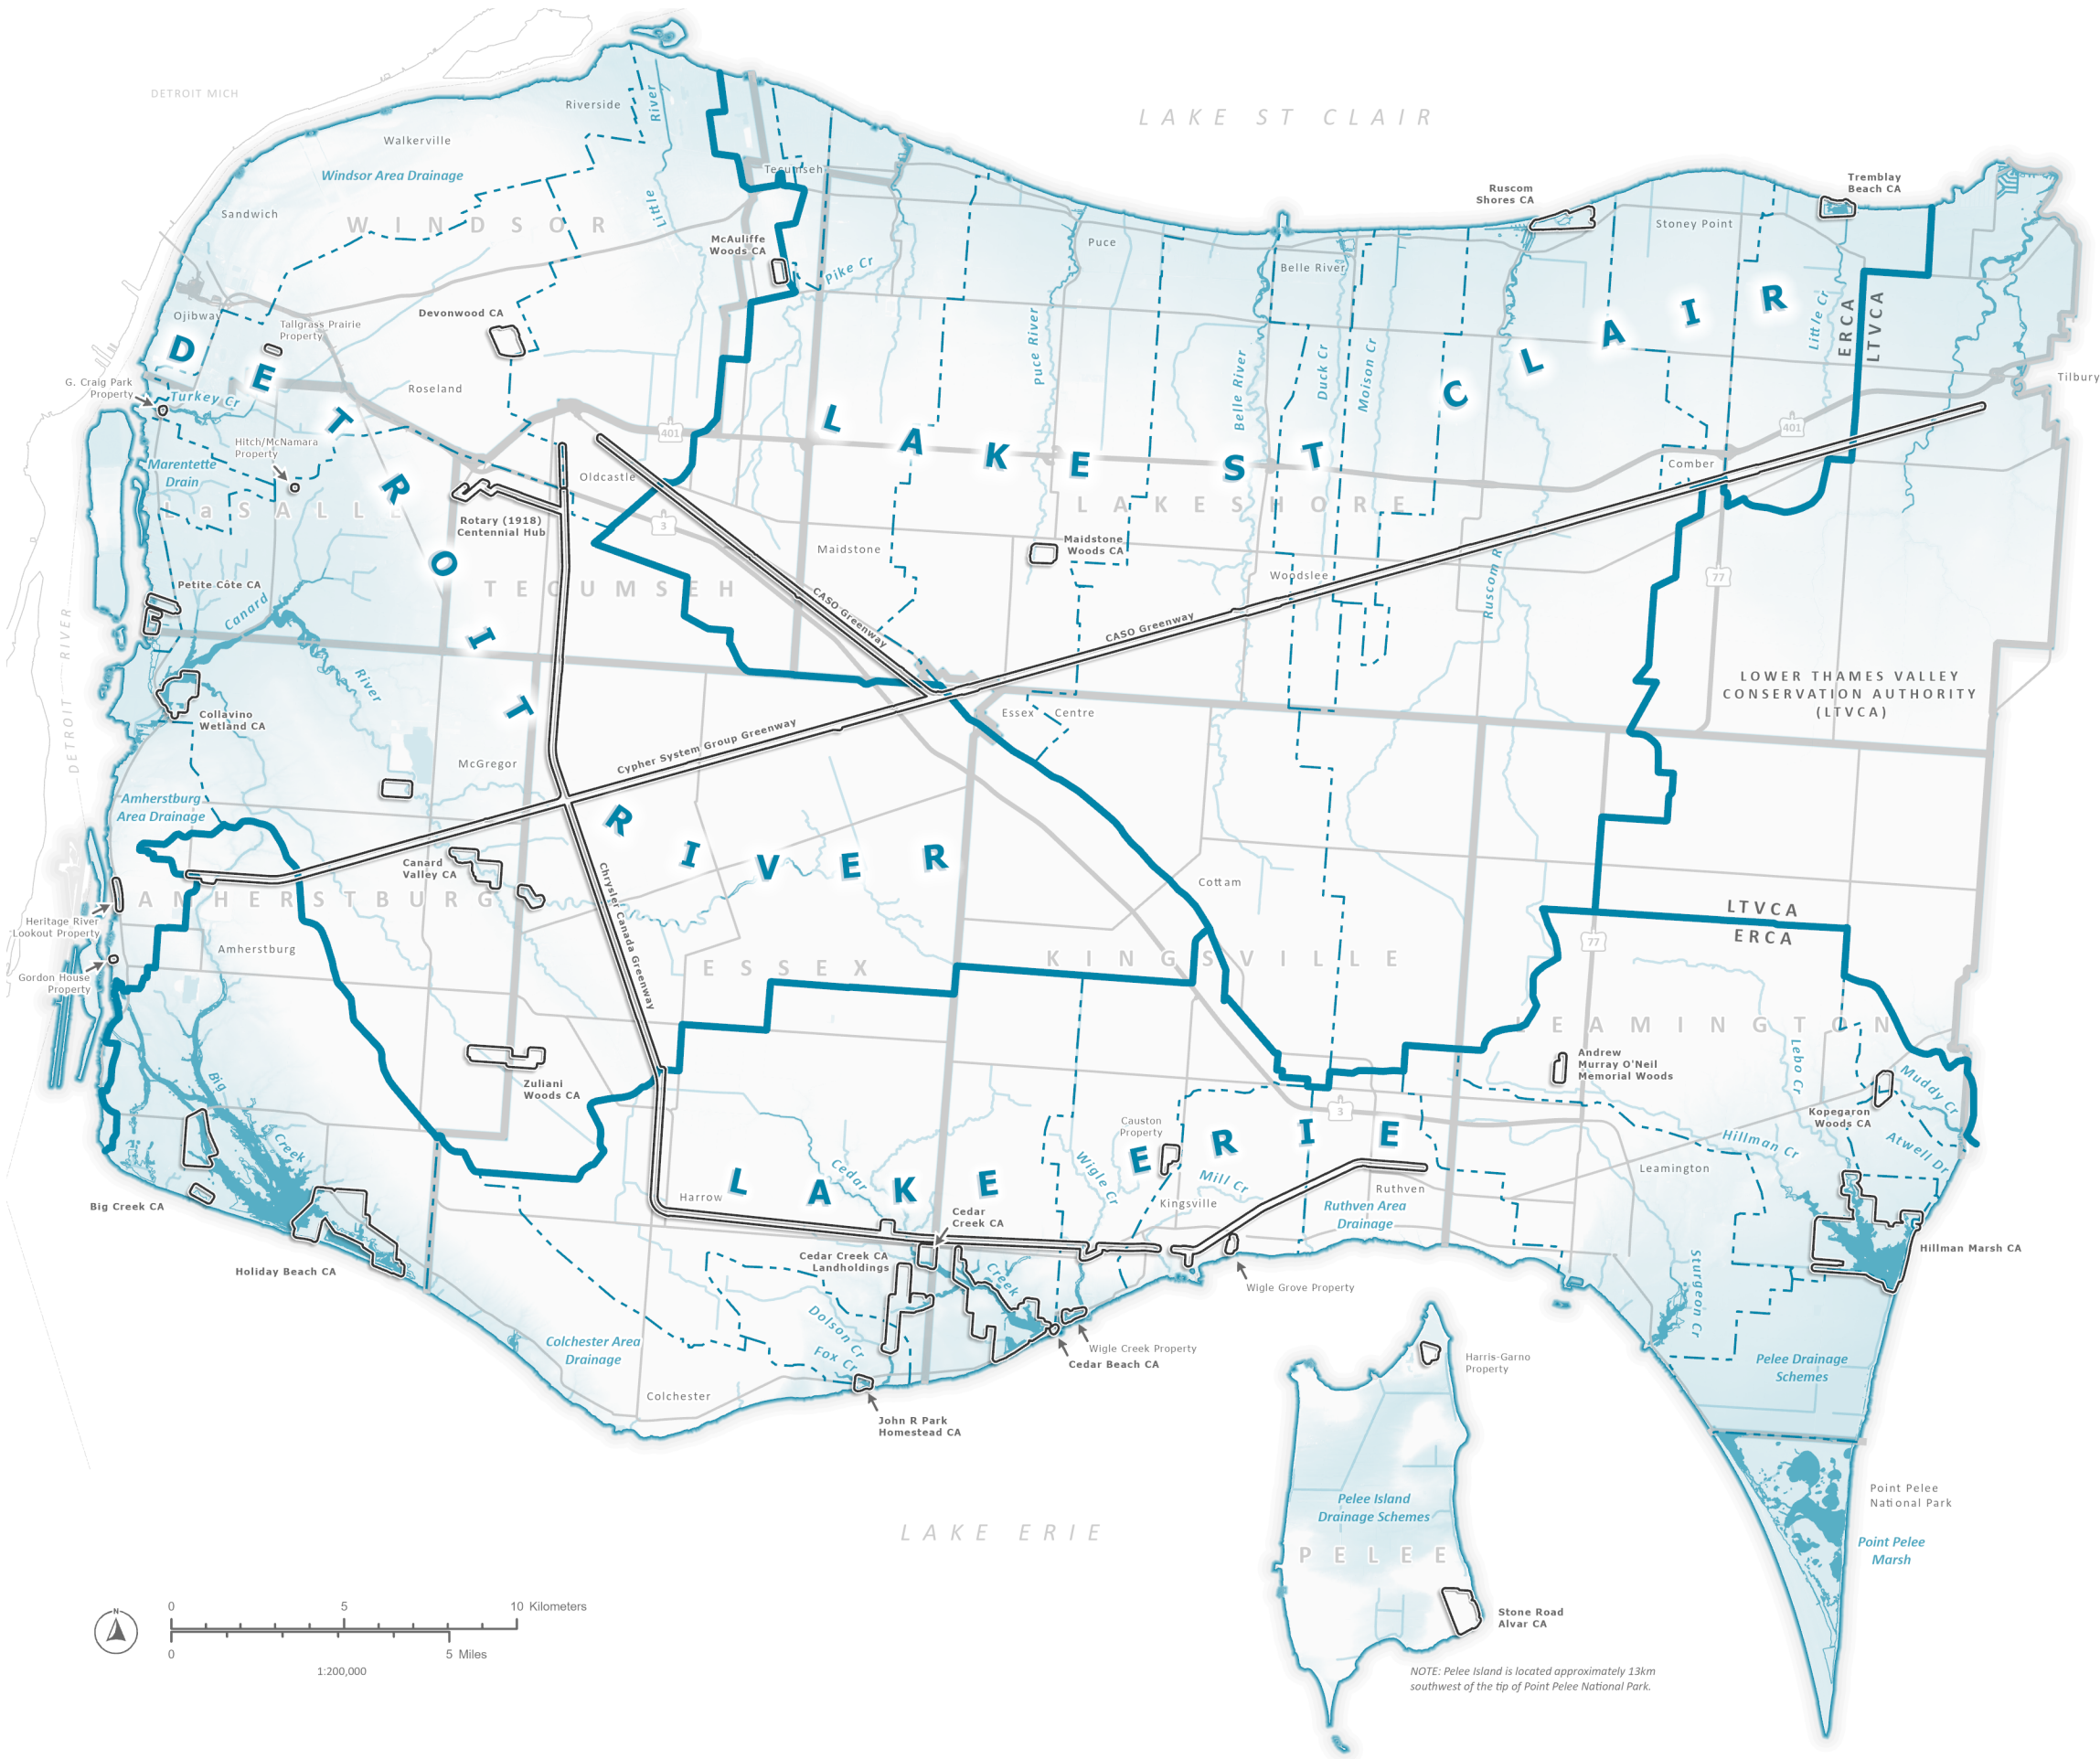 DETROIT MICH
LAKE ST CLAIR
Riverside
River
Walkerville
Windsor Area Drainage
Tecumseh
Ruscom
Shores CA
Tremblay
Beach CA
Sandwich
WINDSOR
Little
McAuliffe
Woods CA
Pike Cr
Puce
Belle River
Stoney Point
Ojibway
Tallgrass Prairie
Property
Devonwood CA
DETROIT
RIVER
LAKE ST CLAIR
Puce River
Belle River
Duck Cr
Moison Cr
Little Cr
ERCA
LTVCA
Tilbury
G. Craig Park
Property
Turkey Cr
Roseland
401
401
Hitch/McNamara
Property
Marentette
Drain
LaSALLE
Oldcastle
Rotary (1918)
Centennial Hub
3
LAKESHORE
Comber
Maidstone
Maidstone
Woods CA
Woodslee
Ruscom R
77
TECUMSEH
Petite Côte CA
Canard
River
CASO Greenway
CASO Greenway
DETROIT RIVER
Collavino
Wetland CA
LOWER THAMES VALLEY
CONSERVATION AUTHORITY
(LTVCA)
Essex Centre
Cypher System Group Greenway
McGregor
Amherstburg
Area Drainage
Canard
Valley CA
Chrysler Canada Greenway
Cottam
AMHERSTBURG
Heritage River
Lookout Property
LTVCA
ERCA
77
Amherstburg
Gordon House
Property
ESSEX
KINGSVILLE
LEAMINGTON
Andrew
Murray O'Neil
Memorial Woods
Lebo Cr
Muddy Cr
Kopegaron
Woods CA
Atwell Dr
Hillman Cr
Leamington
Big
Creek
Zuliani
Woods CA
3
Causton
Property
LAKE ERIE
Wigle Cr
Mill Cr
Cedar
Creek
Harrow
Kingsville
Ruthven
Ruthven Area
Drainage
Big Creek CA
Holiday Beach CA
Cedar
Creek CA
Cedar Creek CA
Landholdings
Hillman Marsh CA
Wigle Grove Property
Sturgeon Cr
Colchester Area
Drainage
Dolson Cr
Fox Cr
Wigle Creek Property
Cedar Beach CA
Harris-Garno
Property
Pelee Drainage
Schemes
Colchester
John R Park
Homestead CA
Pelee Island
Drainage Schemes
PELEE
Point Pelee
National Park
Point Pelee
Marsh
LAKE ERIE
Stone Road
Alvar CA
N
0 5 10 Kilometers
0 5 Miles
1:200,000
NOTE: Pelee Island is located approximately 13km
southwest of the tip of Point Pelee National Park.